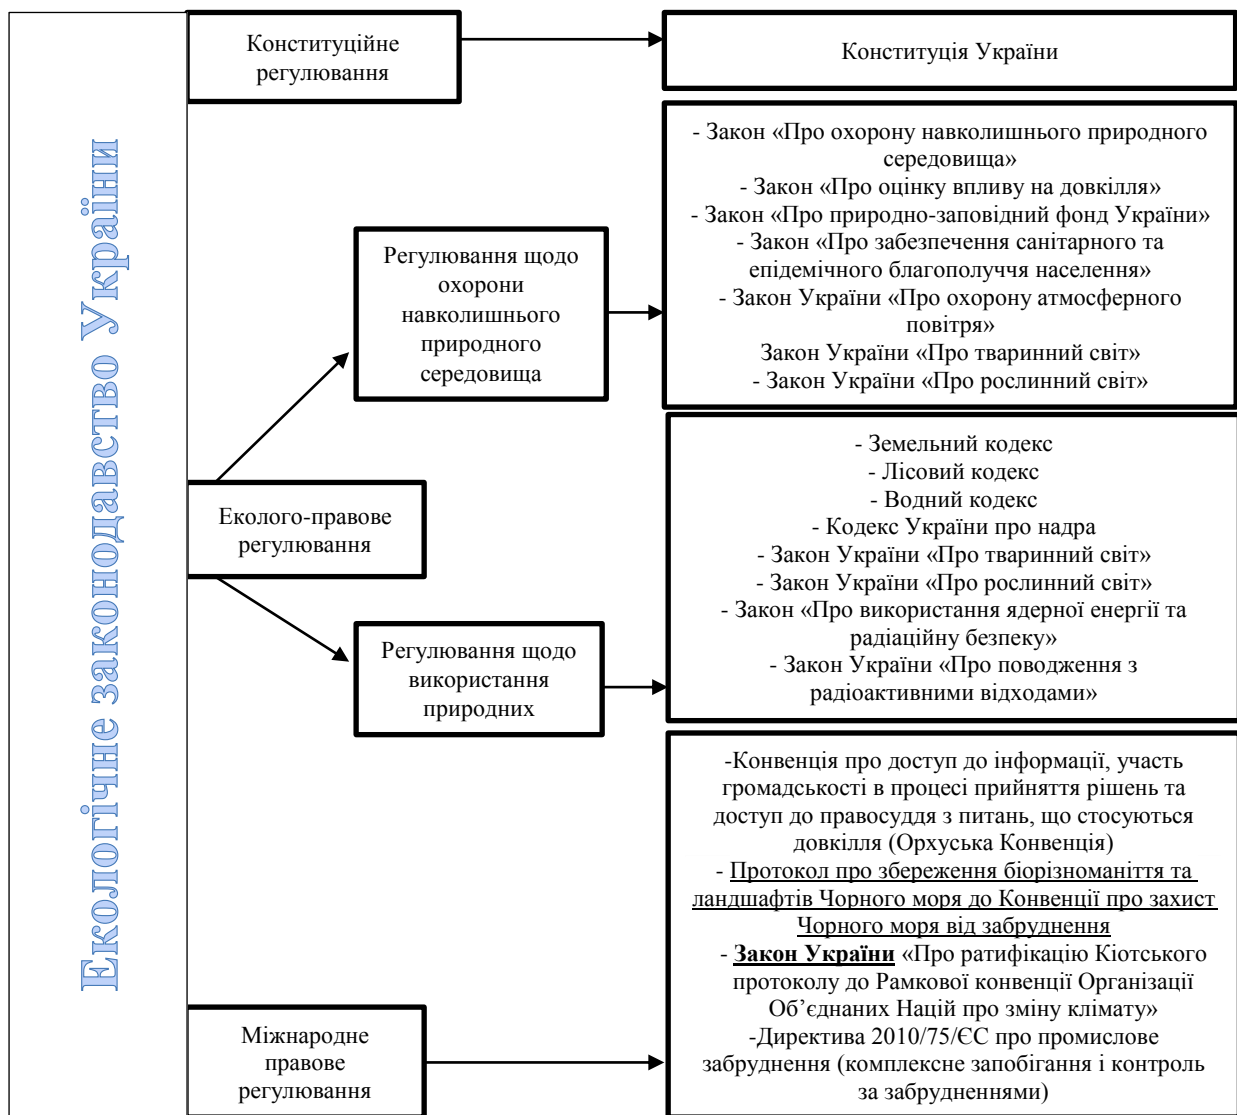 Екологічне законодавство України
Конституційне
регулювання
Конституція України
Регулювання щодо
охорони
навколишнього
природного
середовища
- Закон «Про охорону навколишнього природного
середовища»
- Закон «Про оцінку впливу на довкілля»
- Закон «Про природно-заповідний фонд України»
- Закон «Про забезпечення санітарного та
епідемічного благополуччя населення»
- Закон України «Про охорону атмосферного
повітря»
Закон України «Про тваринний світ»
- Закон України «Про рослинний світ»
Еколого-правове
регулювання
Регулювання щодо
використання
природних
- Земельний кодекс
- Лісовий кодекс
- Водний кодекс
- Кодекс України про надра
- Закон України «Про тваринний світ»
- Закон України «Про рослинний світ»
- Закон «Про використання ядерної енергії та
радіаційну безпеку»
- Закон України «Про поводження з
радіоактивними відходами»
Міжнародне
правове
регулювання
-Конвенція про доступ до інформації, участь
громадськості в процесі прийняття рішень та
доступ до правосуддя з питань, що стосуються
довкілля (Орхуська Конвенція)
- Протокол про збереження біорізноманіття та
ландшафтів Чорного моря до Конвенції про захист
Чорного моря від забруднення
- Закон України «Про ратифікацію Кіотського
протоколу до Рамкової конвенції Організації
Об’єднаних Націй про зміну клімату»
-Директива 2010/75/ЄС про промислове
забруднення (комплексне запобігання і контроль
за забрудненнями)